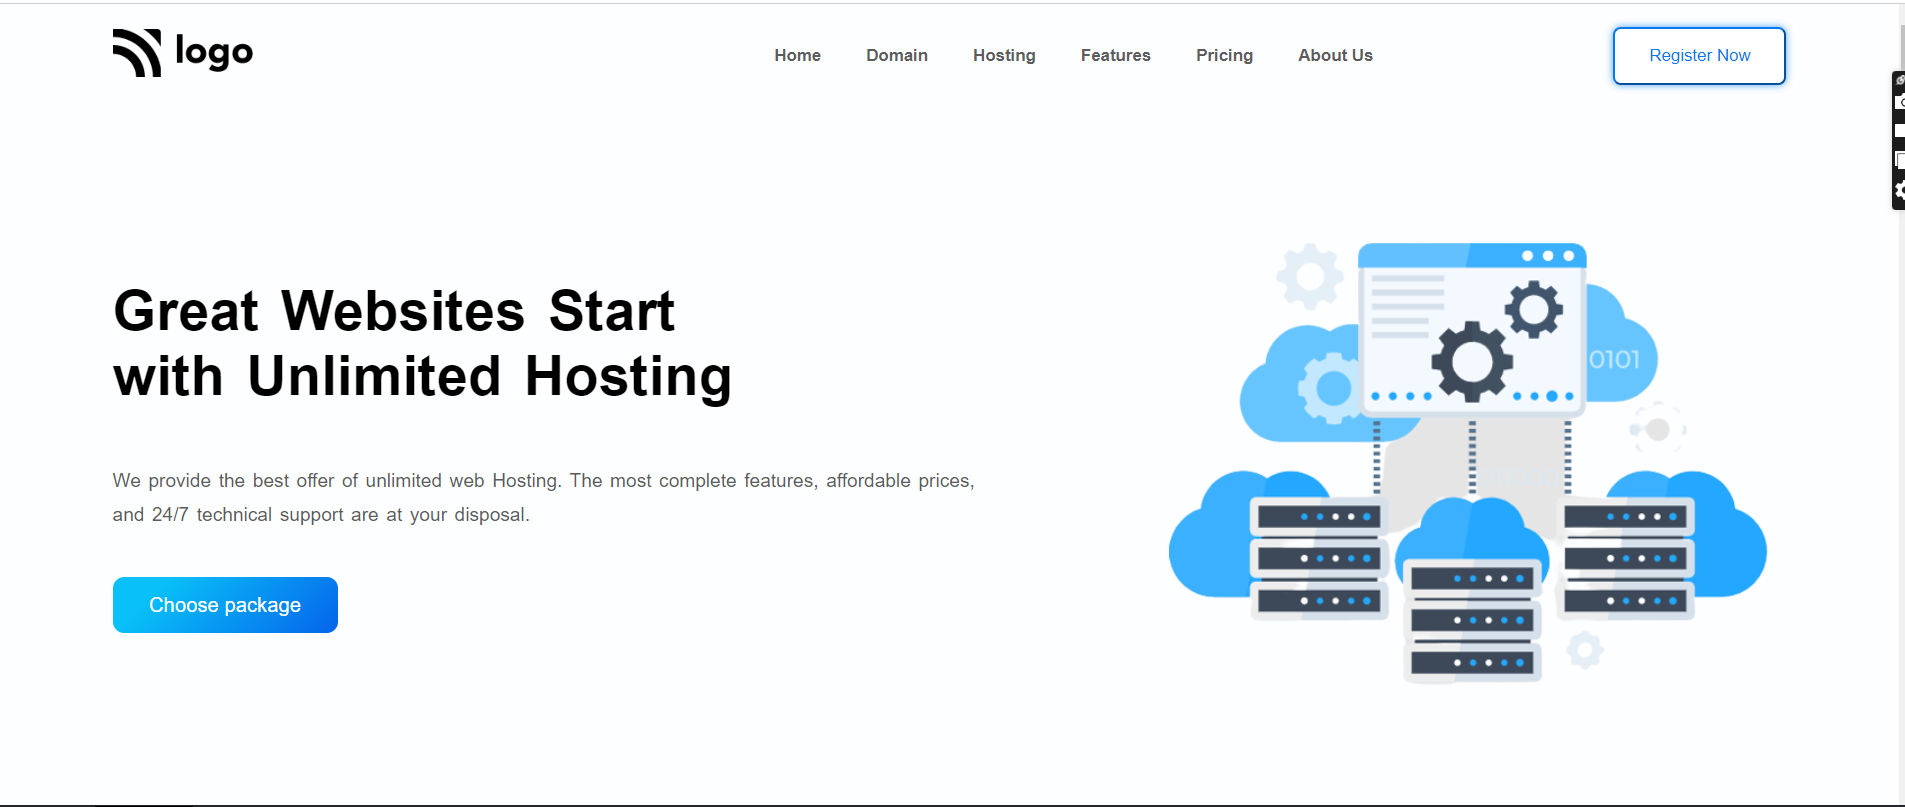 logo
Home
Domain
Hosting
Features
Pricing
About Us
Register Now
Great Websites Start
with Unlimited Hosting
0101
We provide the best offer of unlimited web Hosting. The most complete features, affordable prices,
and 24/7 technical support are at your disposal.
Choose package